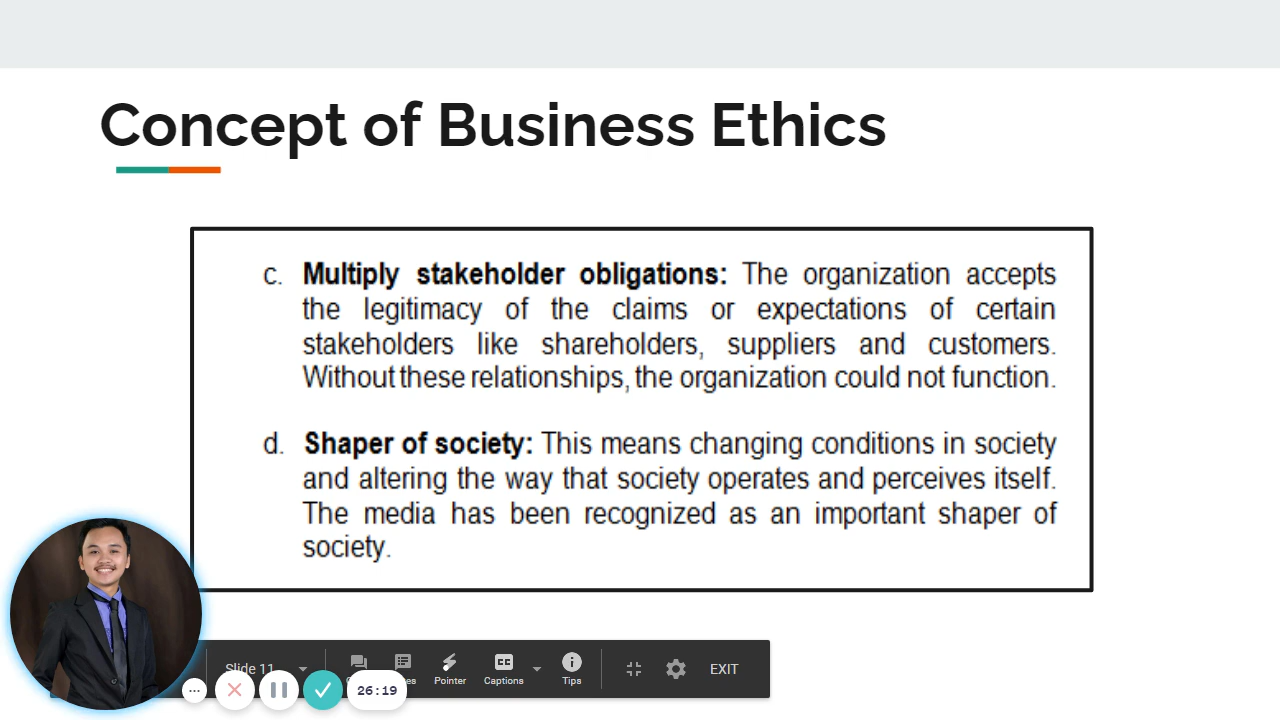 Concept of Business Ethics
c. Multiply stakeholder obligations: The organization accepts
the legitimacy of the claims or expectations of certain
stakeholders like shareholders, suppliers and customers.
Without these relationships, the organization could not function.
d. Shaper of society: This means changing conditions in society
and altering the way that society operates and perceives itself.
The media has been recognized as an important shaper of
society.
Slide 11
Pointer
Captions
CC
Tips
EXIT
26:19